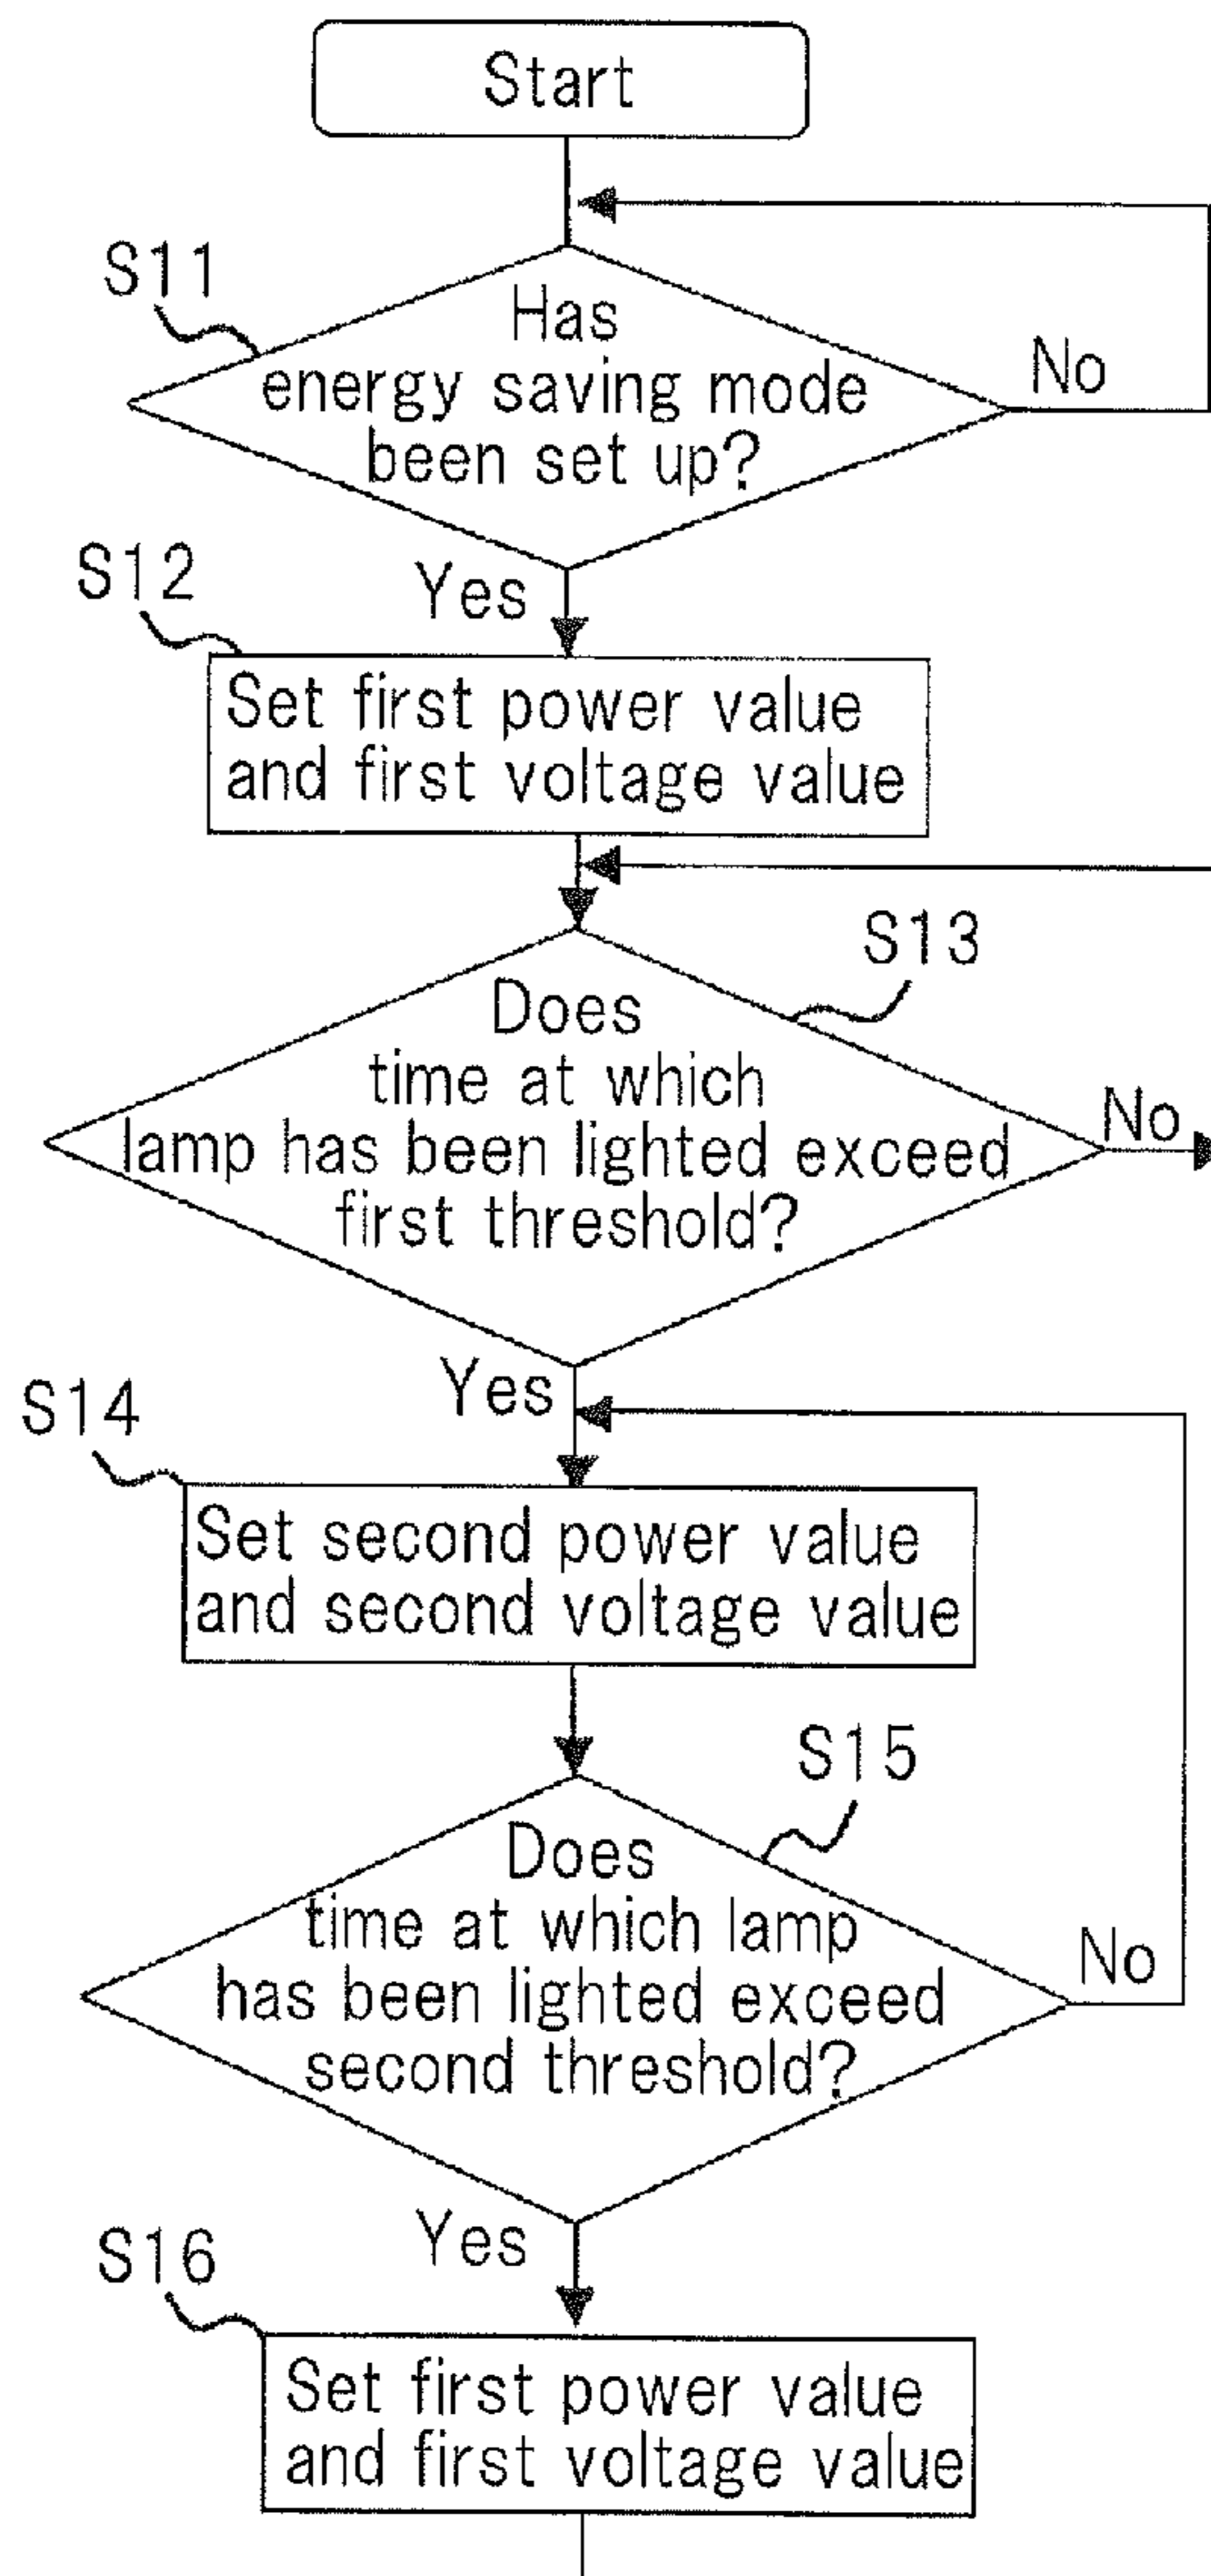 Start
S11
Has
energy saving mode
been set up?
No
Yes
S12
Set first power value
and first voltage value
S13
Does
time at which
lamp has been lighted exceed
first threshold?
No
Yes
S14
Set second power value
and second voltage value
S15
Does
time at which lamp
has been lighted exceed
second threshold?
No
Yes
S16
Set first power value
and first voltage value